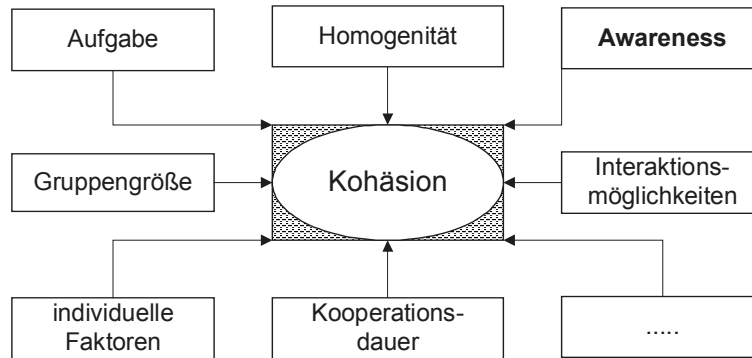 Aufgabe
Homogenität
Awareness
Gruppengröße
Kohäsion
Interaktions-
möglichkeiten
individuelle
Faktoren
Kooperations-
dauer
.....